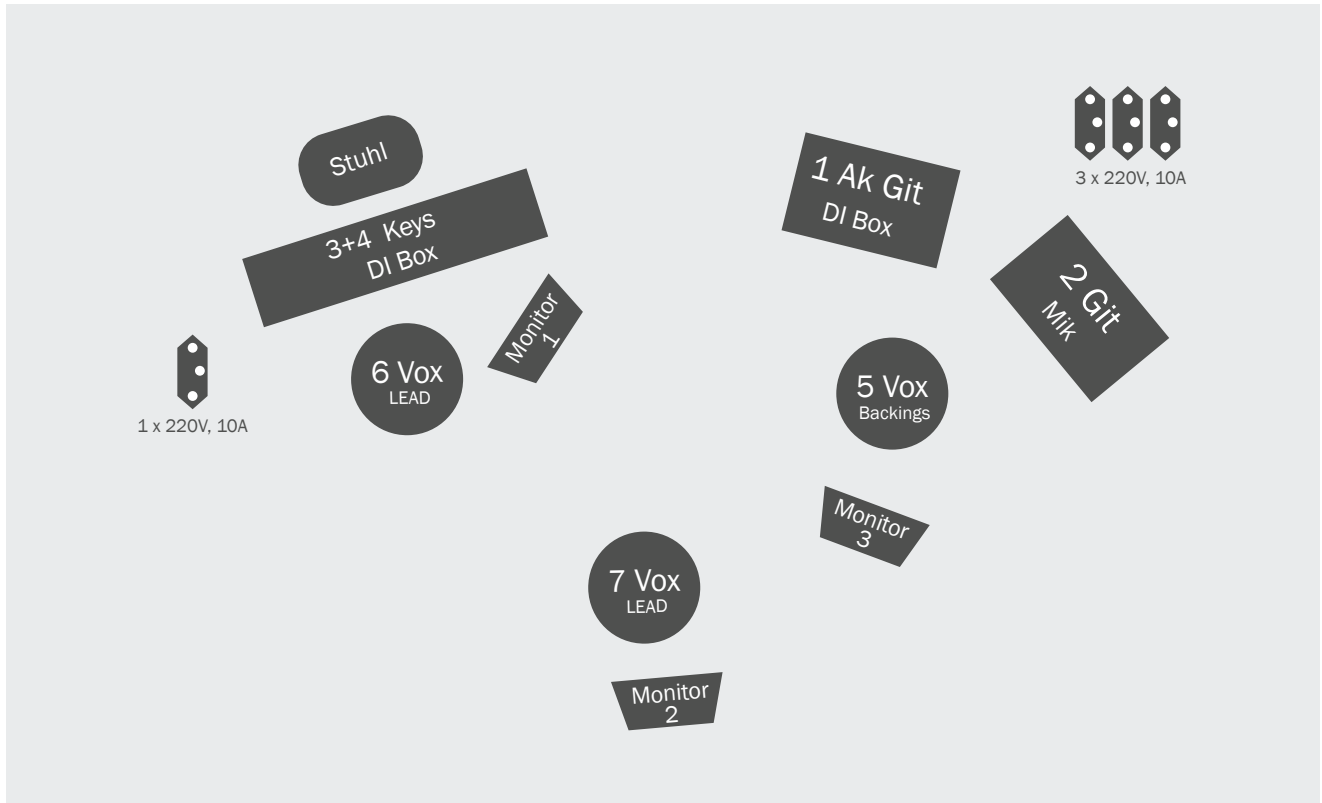 Stuhl
3+4 Keys
DI Box
1 Ak Git
DI Box
3 x 220V, 10A
2 Git
Mik
Monitor
1
6 Vox
LEAD
1 x 220V, 10A
5 Vox
Backings
Monitor
3
7 Vox
LEAD
Monitor
2